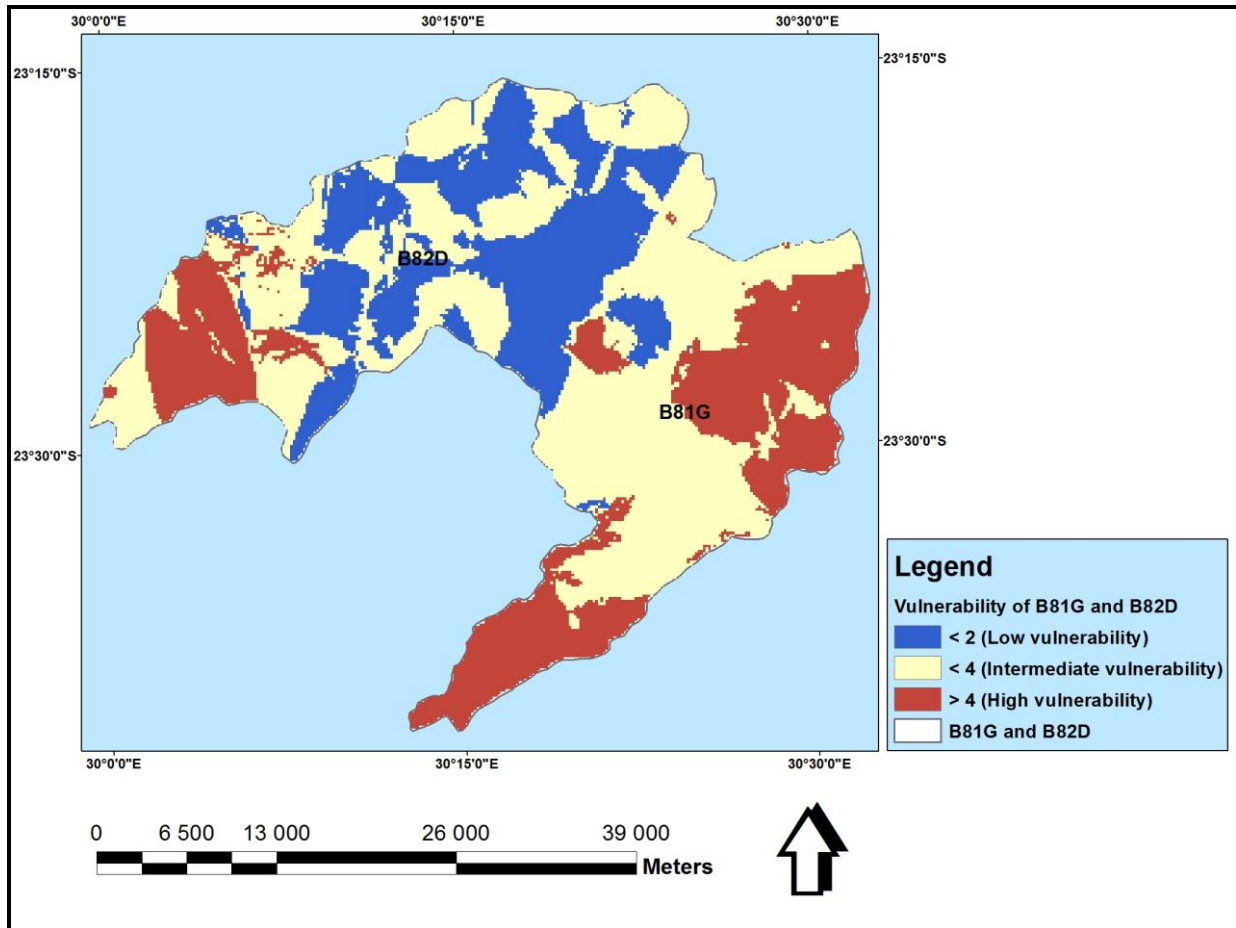 30°0'0"E 30°15'0"E 30°30'0"E
23°15'0"S 23°15'0"S
B82D
B81G
23°30'0"S 23°30'0"S
30°0'0"E 30°15'0"E 30°30'0"E
Legend
Vulnerability of B81G and B82D
< 2 (Low vulnerability)
< 4 (Intermediate vulnerability)
> 4 (High vulnerability)
B81G and B82D
0 6 500 13 000 26 000 39 000
Meters